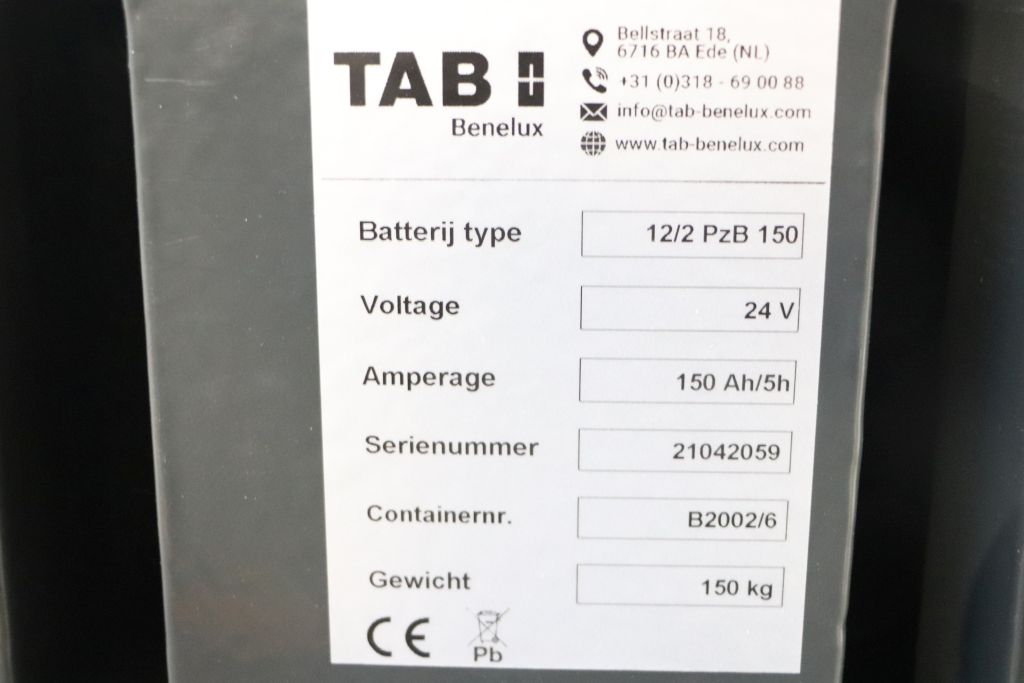 TAB
Benelux
Bellstraat 18,
6716 BA Ede (NL)
+31 (0)318 - 69 00 88
info@tab-benelux.com
www.tab-benelux.com
Batterij type 12/2 PzB 150
Voltage 24 V
Amperage 150 Ah/5h
Serienummer 21042059
Containernr. B2002/6
Gewicht 150 kg
CE Pb